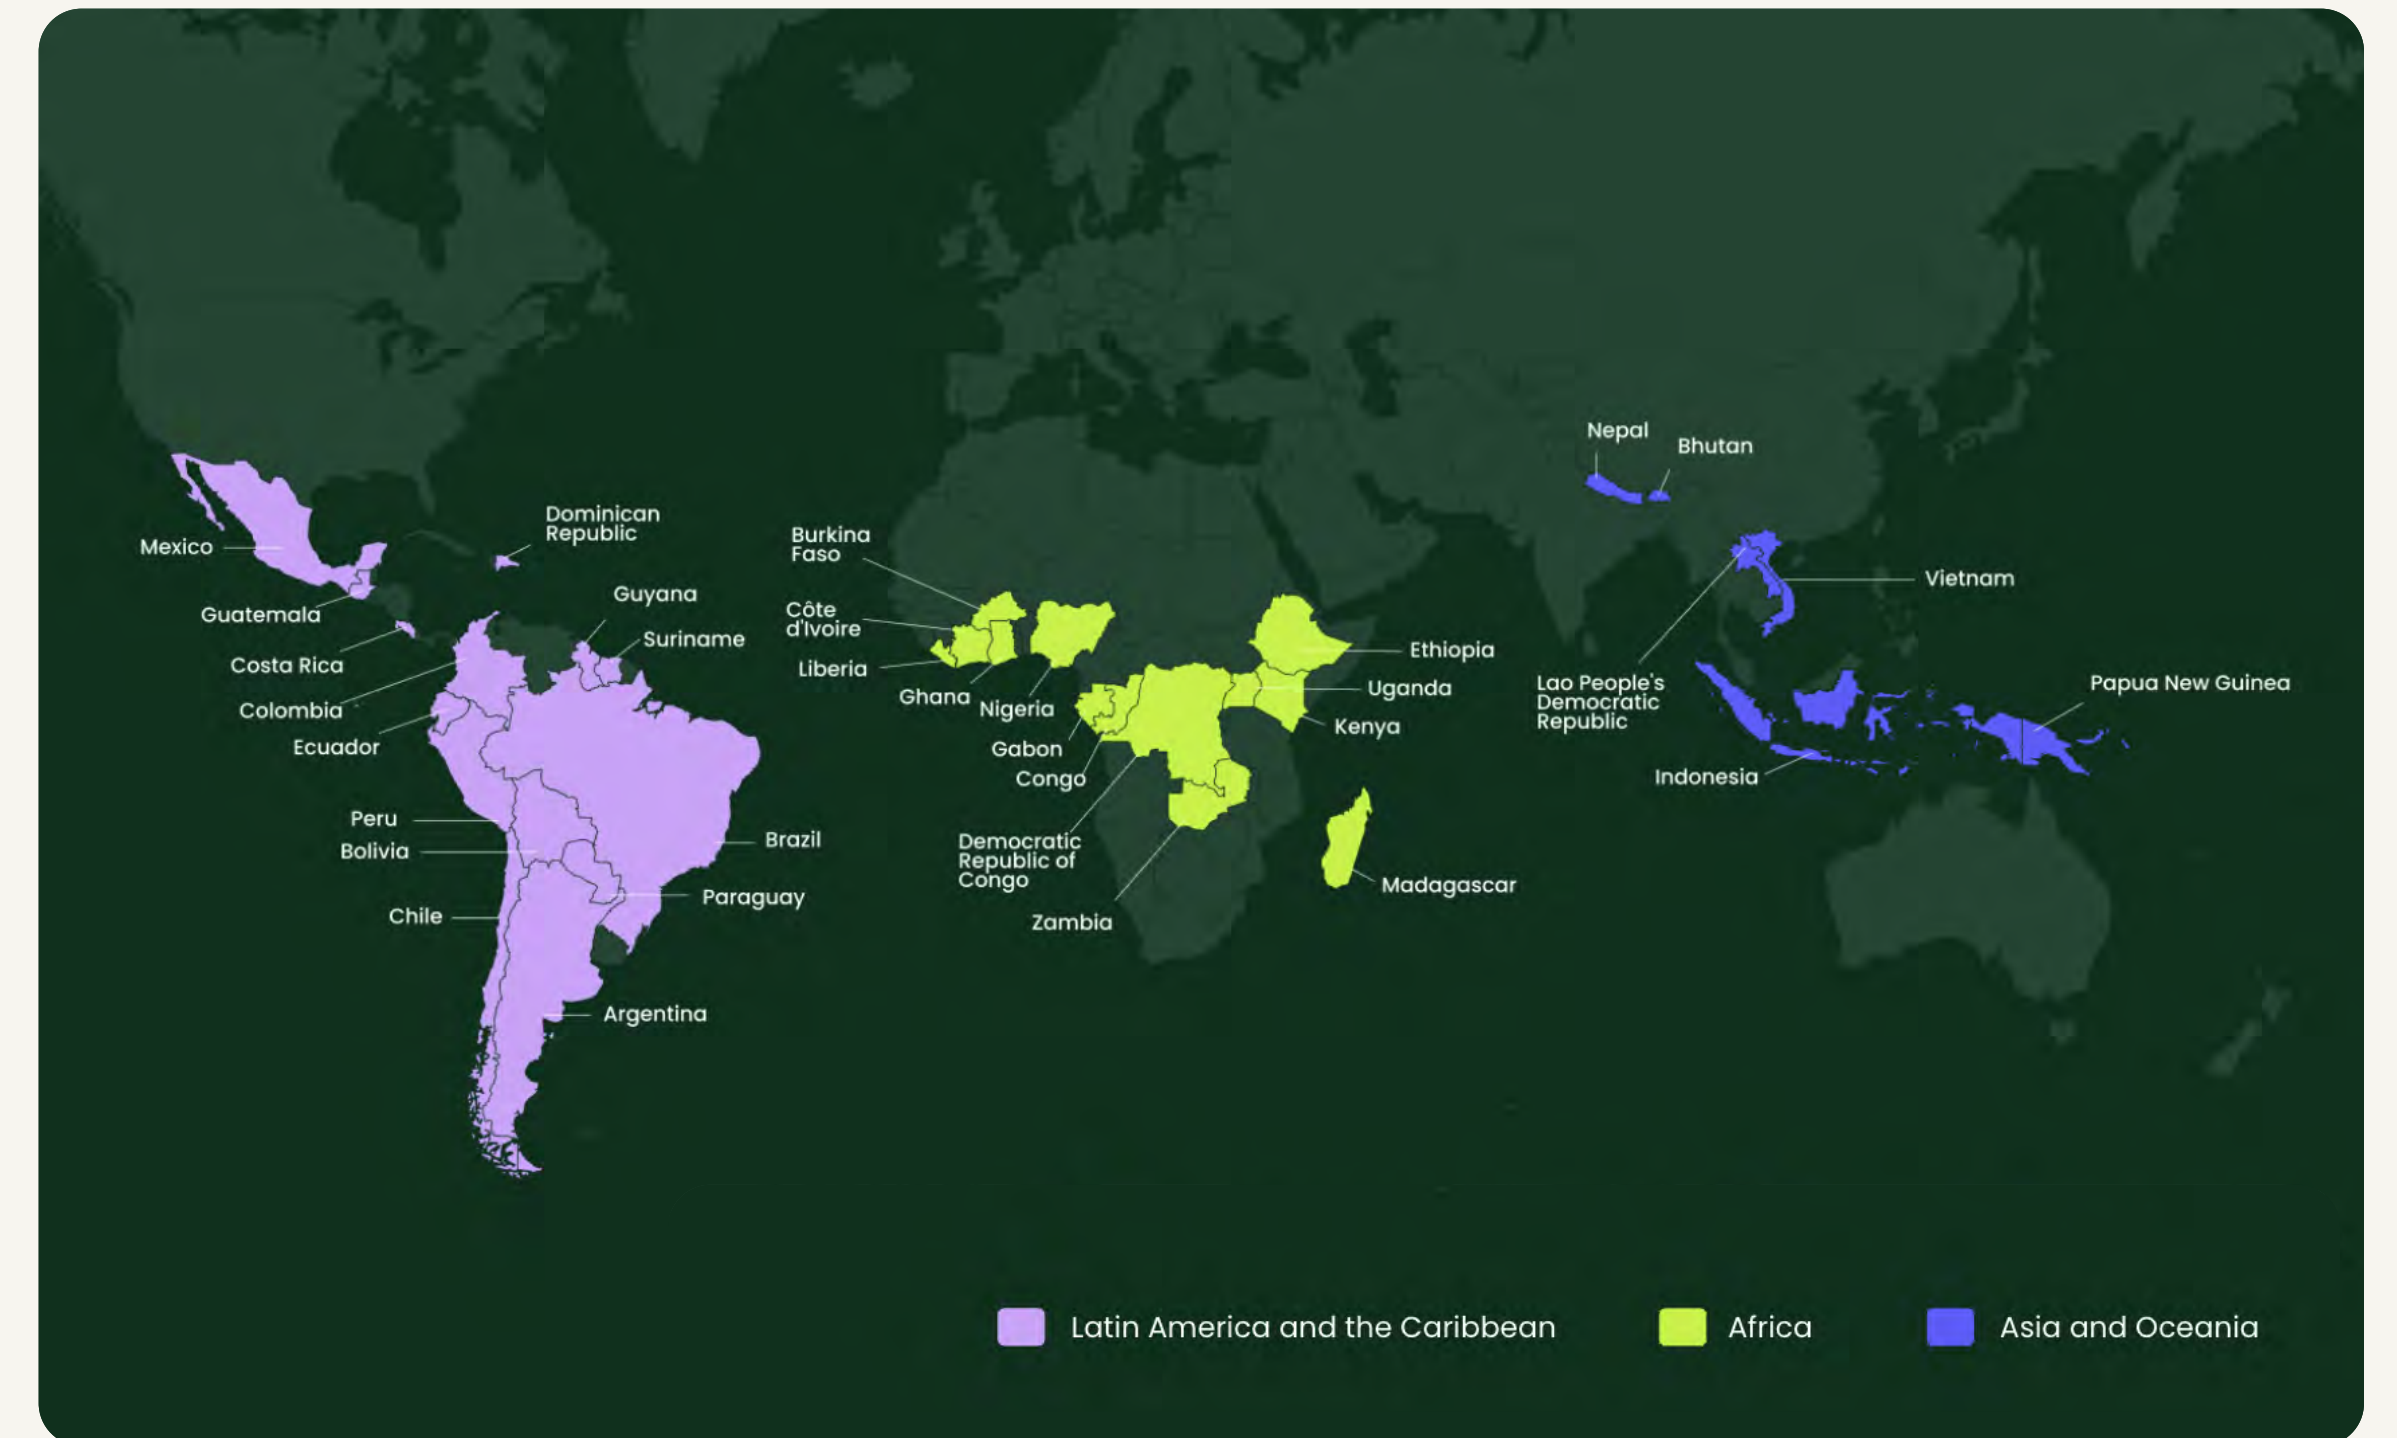 Nepal
Bhutan
Dominican
Republic
Mexico
Burkina
Faso
Vietnam
Guyana
Guatemala
Côte
d'Ivoire
Suriname
Costa Rica
Liberia
Ethiopia
Lao People's
Democratic
Republic
Papua New Guinea
Colombia
Ghana
Nigeria
Uganda
Ecuador
Gabon
Kenya
Congo
Indonesia
Peru
Bolivia
Brazil
Democratic
Republic of
Congo
Paraguay
Madagascar
Chile
Zambia
Argentina
Latin America and the Caribbean
Africa
Asia and Oceania